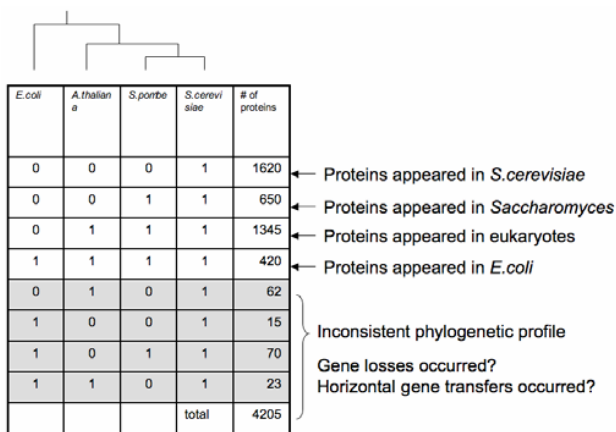 E.coli A.thalian a S.pombe S.cerevi siae # of proteins
0 0 0 1 1620 Proteins appeared in S.cerevisiae
0 0 1 1 650 Proteins appeared in Saccharomyces
0 1 1 1 1345 Proteins appeared in eukaryotes
1 1 1 1 420 Proteins appeared in E.coli
0 1 0 1 62
1 0 0 1 15 Inconsistent phylogenetic profile
1 0 1 1 70 Gene losses occurred?
1 1 0 1 23 Horizontal gene transfers occurred?
total 4205